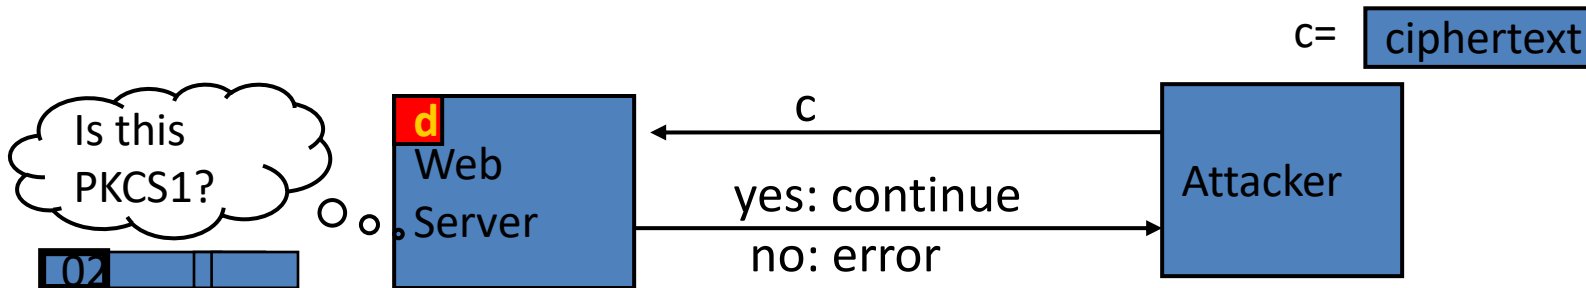 c= ciphertext
Is this
PKCS1?
d
Web
Server
c
yes: continue
no: error
Attacker
02